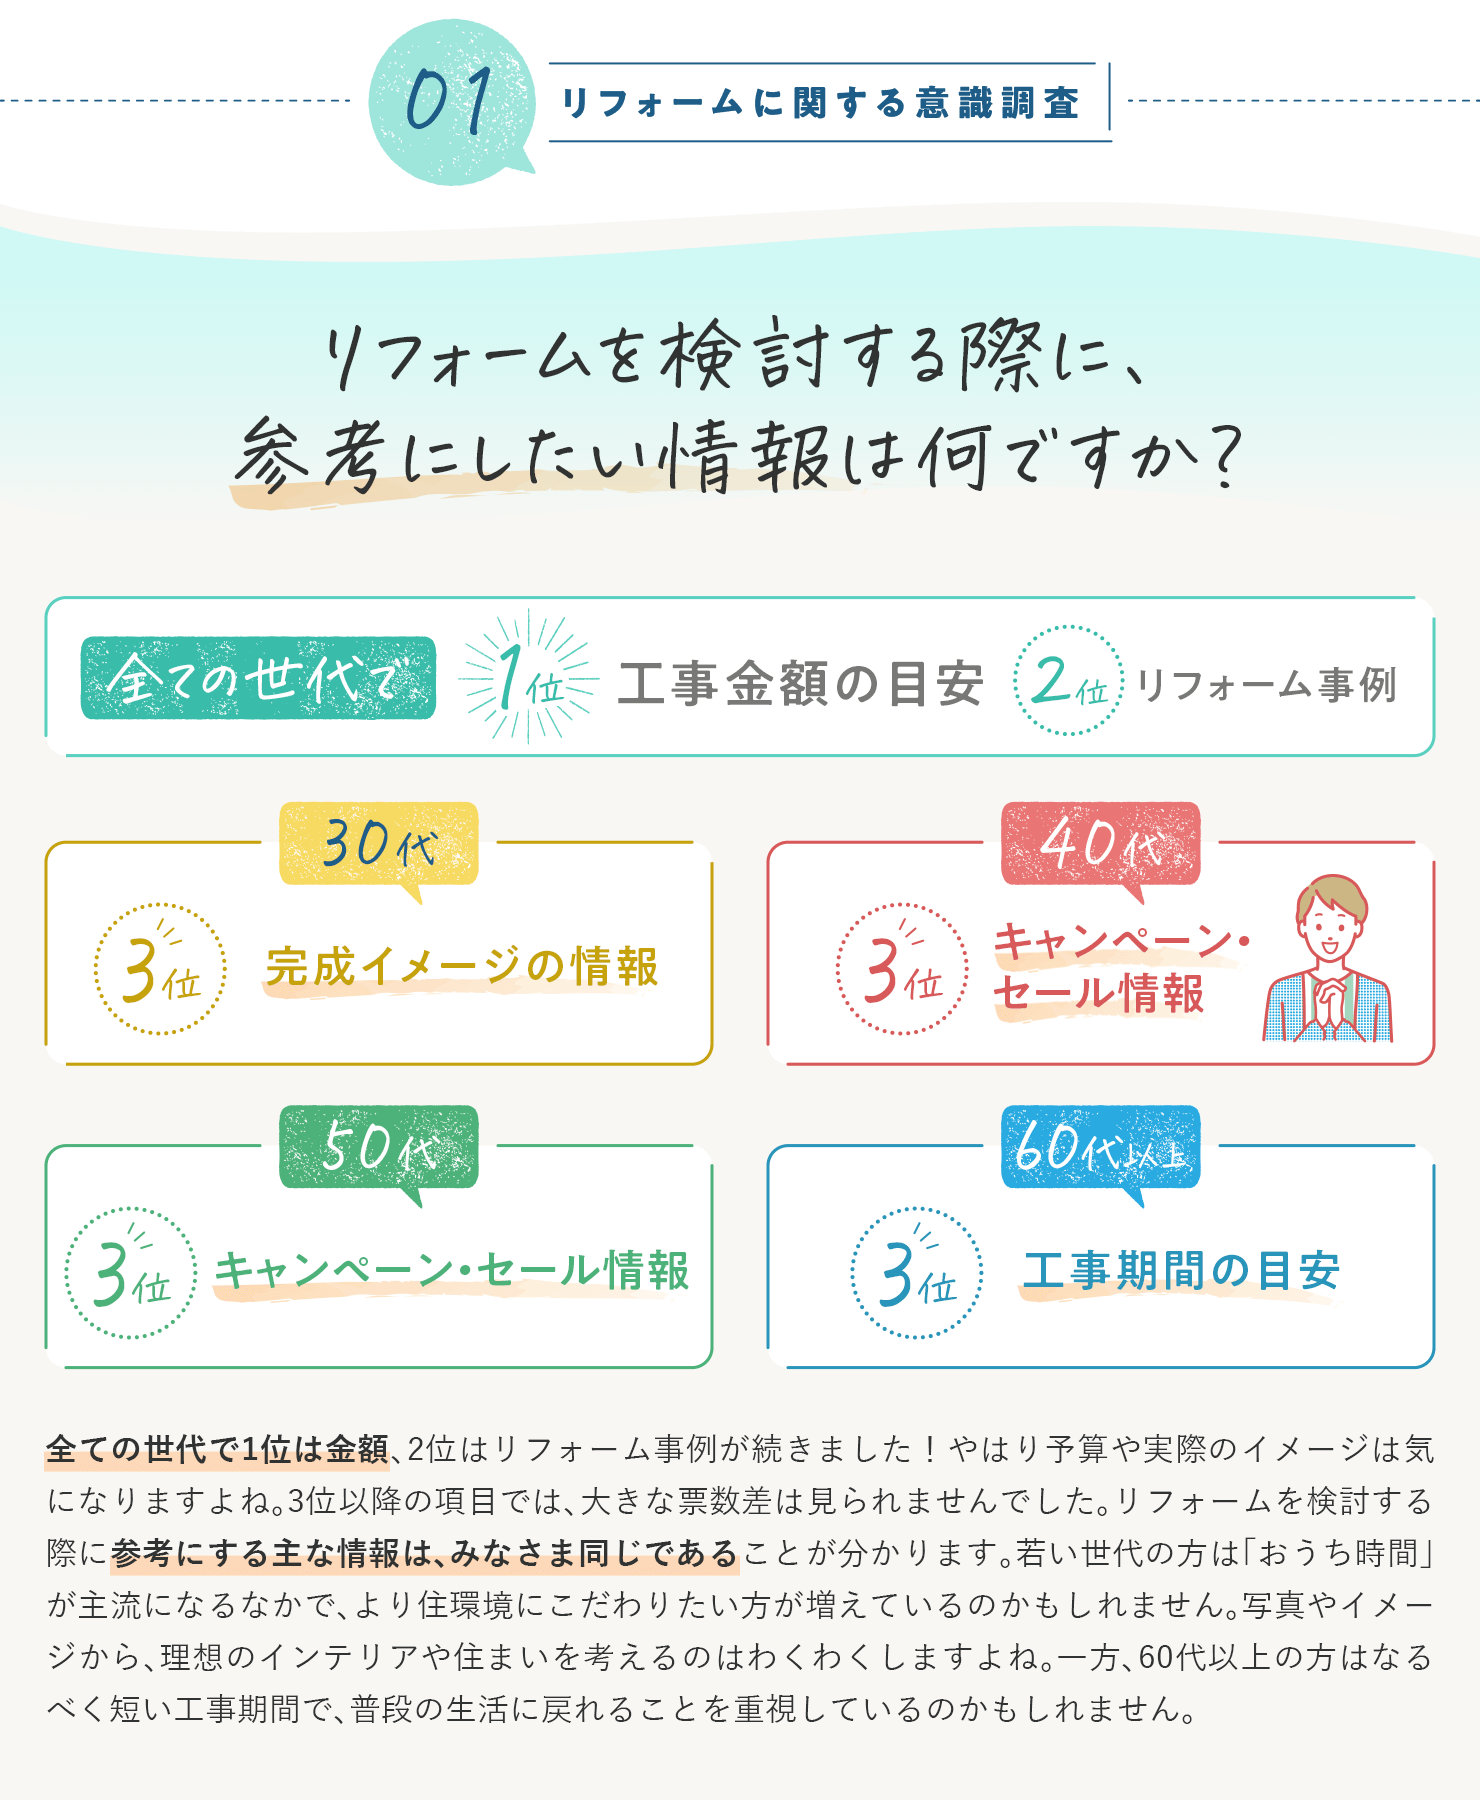 01
リフォームに関する意識調査
リフォームを検討する際に、
参考にしたい情報は何ですか?
全ての世代で 1位 工事金額の目安 2位 リフォーム事例
30代
3位 完成イメージの情報
40代
3位 キャンペーン・
セール情報
50代
3位 キャンペーン・セール情報
60代以上
3位 工事期間の目安
全ての世代で1位は金額、2位はリフォーム事例が続きました！やはり予算や実際のイメージは気
になりますよね。3位以降の項目では、大きな票数差は見られませんでした。リフォームを検討する
際に参考にする主な情報は、みなさま同じであることが分かります。若い世代の方は「おうち時間」
が主流になるなかで、より住環境にこだわりたい方が増えているのかもしれません。写真やイメー
ジから、理想のインテリアや住まいを考えるのはわくわくしますよね。一方、60代以上の方はなる
べく短い工事期間で、普段の生活に戻れることを重視しているのかもしれません。